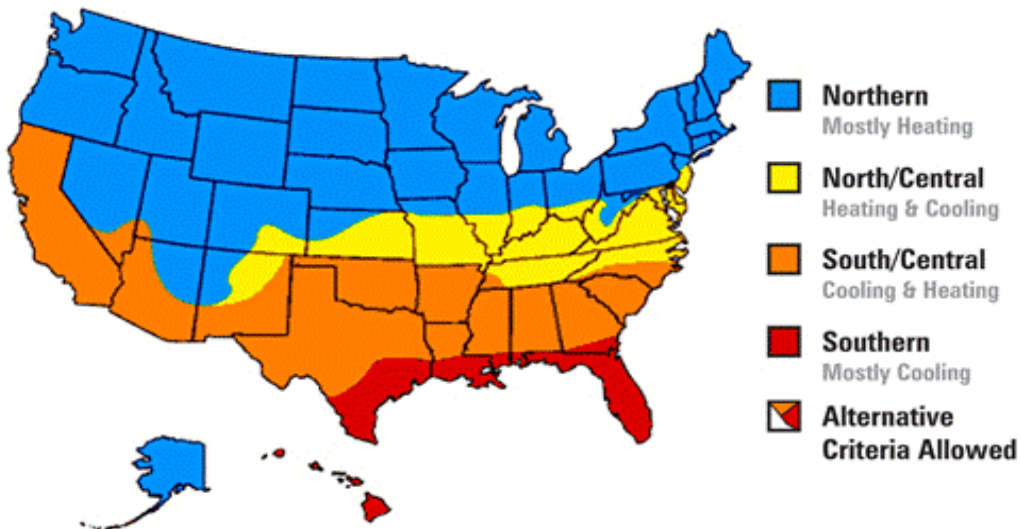 Northern
Mostly Heating
North/Central
Heating & Cooling
South/Central
Cooling & Heating
Southern
Mostly Cooling
Alternative
Criteria Allowed